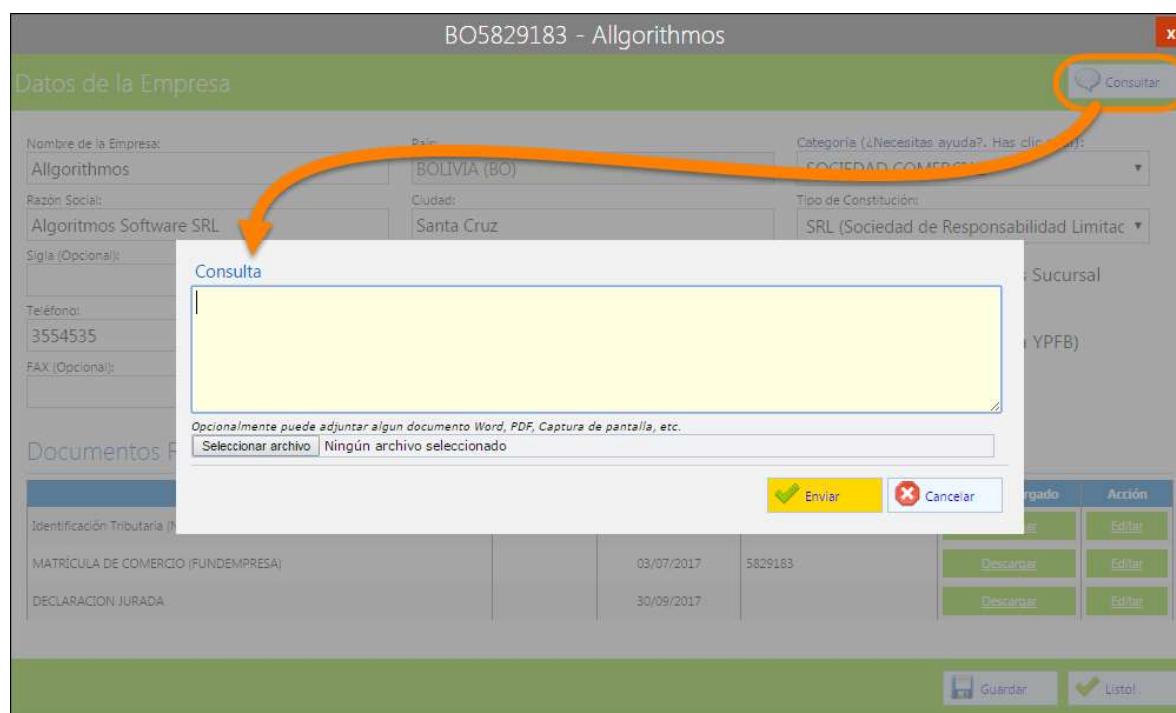 BO5829183 - Allgorithmos
x
Datos de la Empresa
Consultar
Nombre de la Empresa:
País:
Categoría (¿Necesitas ayuda?. Has clic
Allgorithmos
BOLIVIA (BO)
SOCIEDAD
Razón Social:
Ciudad:
Tipo de Constitución:
Algoritmos Software SRL
Santa Cruz
SRL (Sociedad de Responsabilidad Limitac
Sigla (Opcional):
Sucursal
Teléfono:
3554535
YPFB)
FAX (Opcional):
Consulta
Opcionalmente puede adjuntar algun documento Word, PDF, Captura de pantalla, etc.
Seleccionar archivo Ningún archivo seleccionado
Enviar
Cancelar
Documentos
Acción
Identificación Tributaria
Editar
MATRÍCULA DE COMERCIO (FUNDEMPRESA)
03/07/2017
5829183
Descargar
Editar
DECLARACION JURADA
30/09/2017
Descargar
Editar
Guardar
Listo!